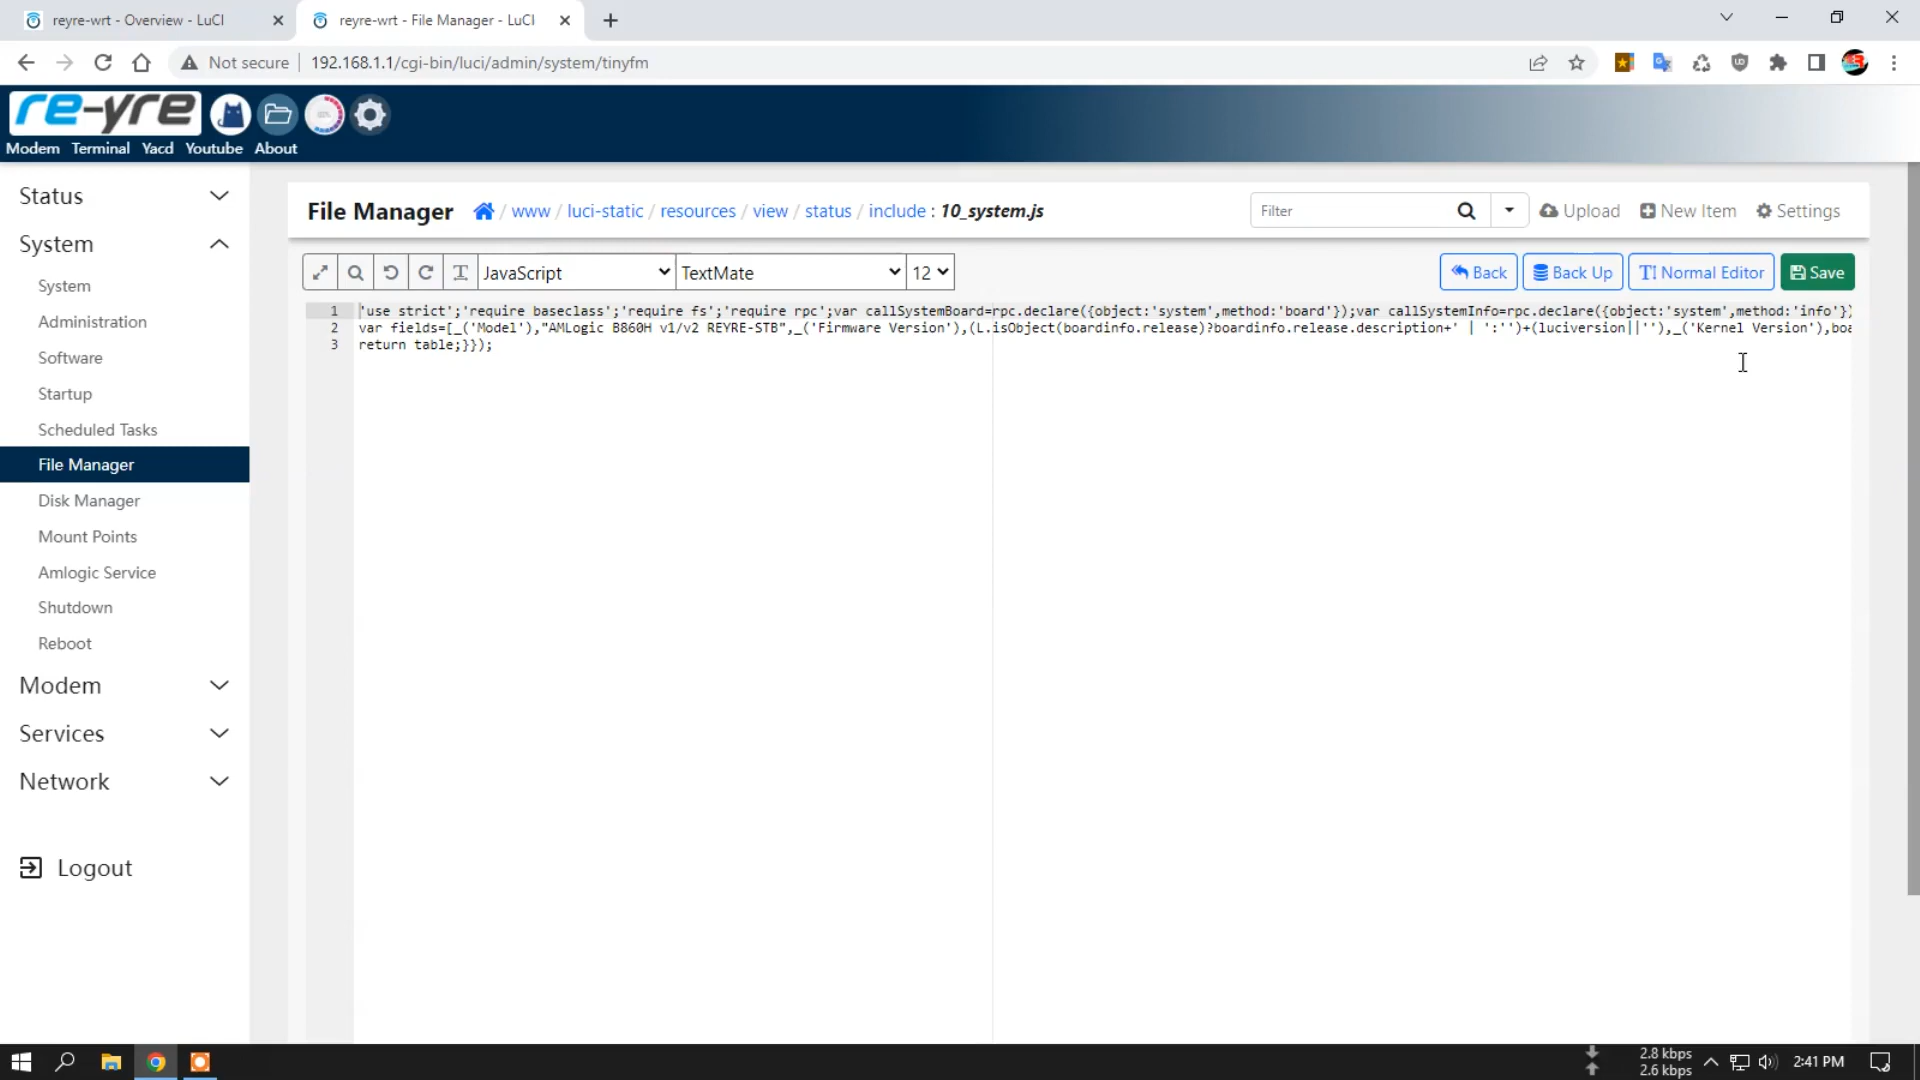 reyre-wrt - Overview - LuCI
reyre-wrt - File Manager - LuCI
Not secure
192.168.1.1/cgi-bin/luci/admin/system/tinyfm
re-yre
Modem Terminal Yacd Youtube About
Status
System
System
Administration
Software
Startup
Scheduled Tasks
File Manager
Disk Manager
Mount Points
Amlogic Service
Shutdown
Reboot
Modem
Services
Network
Logout
File Manager / www / luci-static / resources / view / status / include : 10_system.js
Filter
Upload
New Item
Settings
JavaScript
TextMate
12
Back
Back Up
Normal Editor
Save
1 'use strict';'require baseclass';'require fs';'require rpc';var callSystemBoard=rpc.declare({object:'system',method:'board'});var callSystemInfo=rpc.declare({object:'system',method:'info'})
2 var fields=[_('Model'),"AMLogic B860H v1/v2 REYRE-STB",_('Firmware Version'),(L.isObject(boardinfo.release)?boardinfo.release.description+' | ':'')+(luciversion||''),_('Kernel Version'),boa
3 return table;}});
2.8 kbps
2.6 kbps
2:41 PM